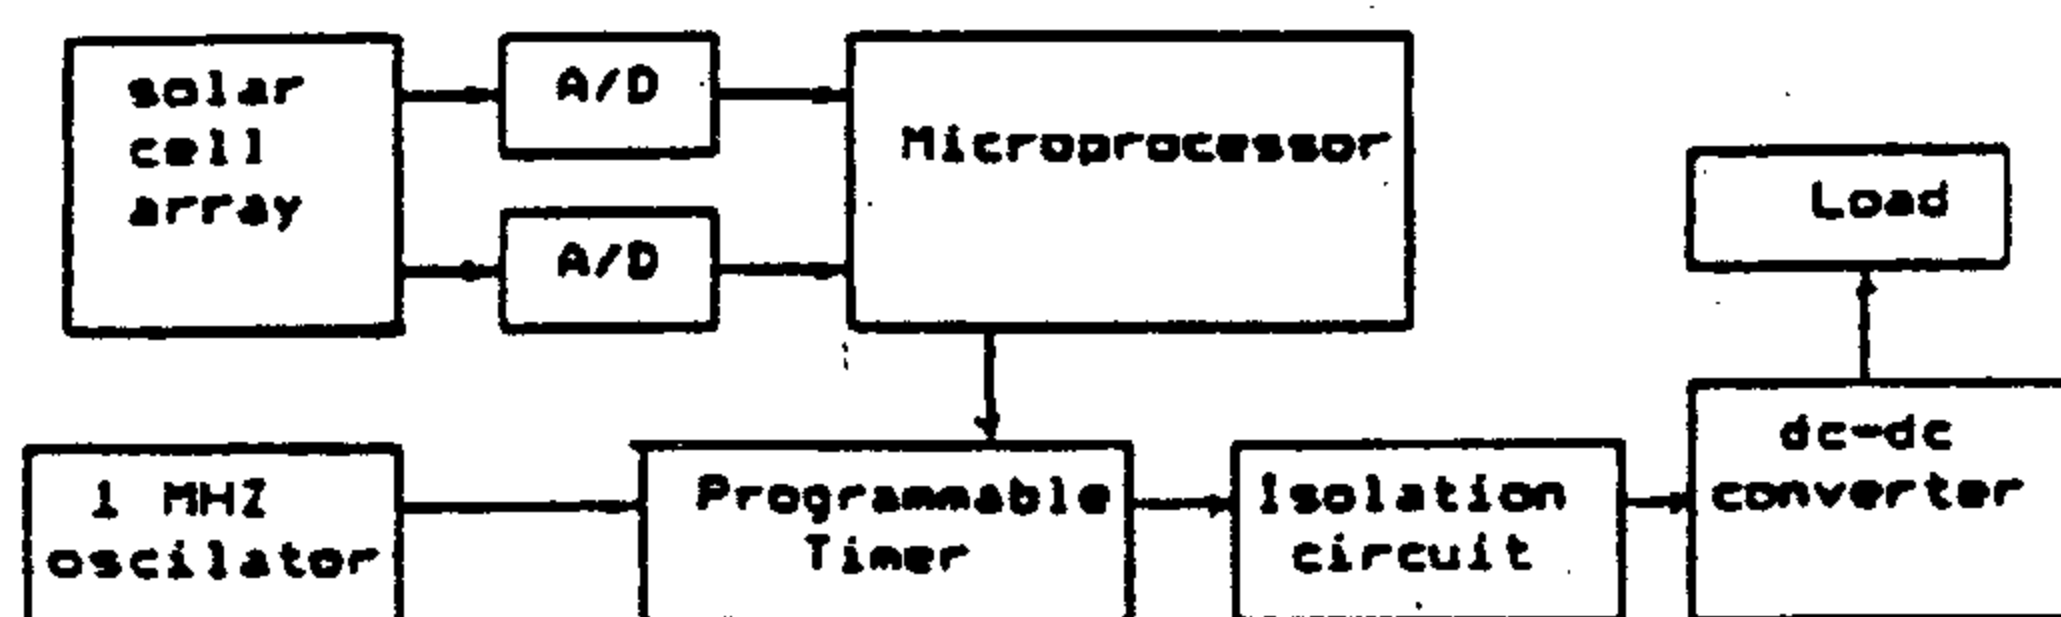 solar
cell
array
A/D
A/D
Microprocessor
Load
1 MHZ
oscilator
Programmable
Timer
Isolation
circuit
dc-dc
converter